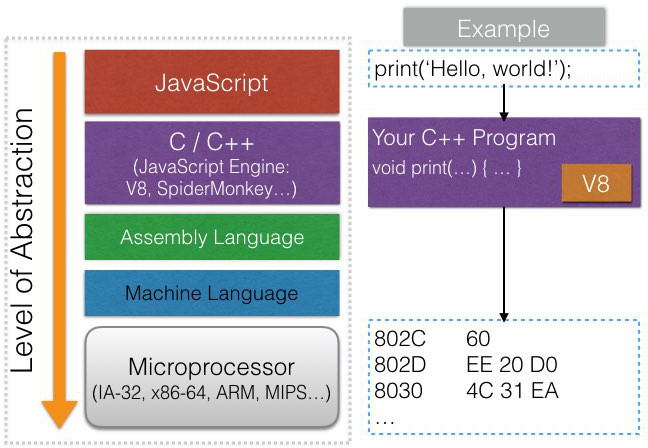 Level of Abstraction
JavaScript
C / C++
(JavaScript Engine:
V8, SpiderMonkey…)
Assembly Language
Machine Language
Microprocessor
(IA-32, x86-64, ARM, MIPS…)
Example
print(‘Hello, world!’);
Your C++ Program
void print(…) { … }
V8
802C 60
802D EE 20 D0
8030 4C 31 EA
…